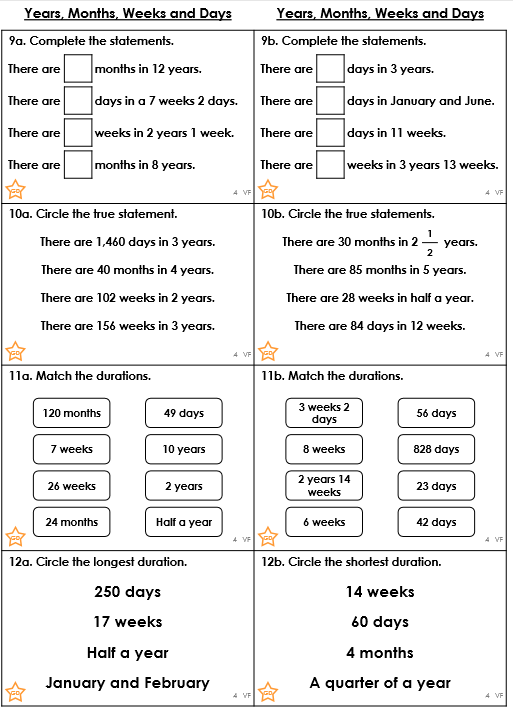 Years, Months, Weeks and Days
Years, Months, Weeks and Days
9a. Complete the statements.
There are months in 12 years.
There are days in a 7 weeks 2 days.
There are weeks in 2 years 1 week.
There are months in 8 years.
GD
4 VF
9b. Complete the statements.
There are days in 3 years.
There are days in January and June.
There are days in 11 weeks.
There are weeks in 3 years 13 weeks.
GD
4 VF
10a. Circle the true statement.
There are 1,460 days in 3 years.
There are 40 months in 4 years.
There are 102 weeks in 2 years.
There are 156 weeks in 3 years.
GD
4 VF
10b. Circle the true statements.
There are 30 months in 2 1/2 years.
There are 85 months in 5 years.
There are 28 weeks in half a year.
There are 84 days in 12 weeks.
GD
4 VF
11a. Match the durations.
120 months
49 days
7 weeks
10 years
26 weeks
2 years
24 months
Half a year
GD
4 VF
11b. Match the durations.
3 weeks 2
days
56 days
8 weeks
828 days
2 years 14
weeks
23 days
6 weeks
42 days
GD
4 VF
12a. Circle the longest duration.
250 days
17 weeks
Half a year
January and February
GD
4 VF
12b. Circle the shortest duration.
14 weeks
60 days
4 months
A quarter of a year
GD
4 VF